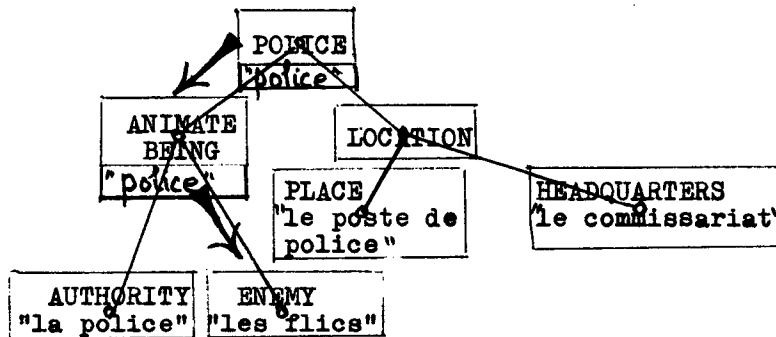 POLICE
"police"
ANIMATE
BEING
"police"
LOCATION
PLACE
"le poste de
police"
HEADQUARTERS
"le commissariat"
AUTHORITY
"la police"
ENEMY
"les flics"